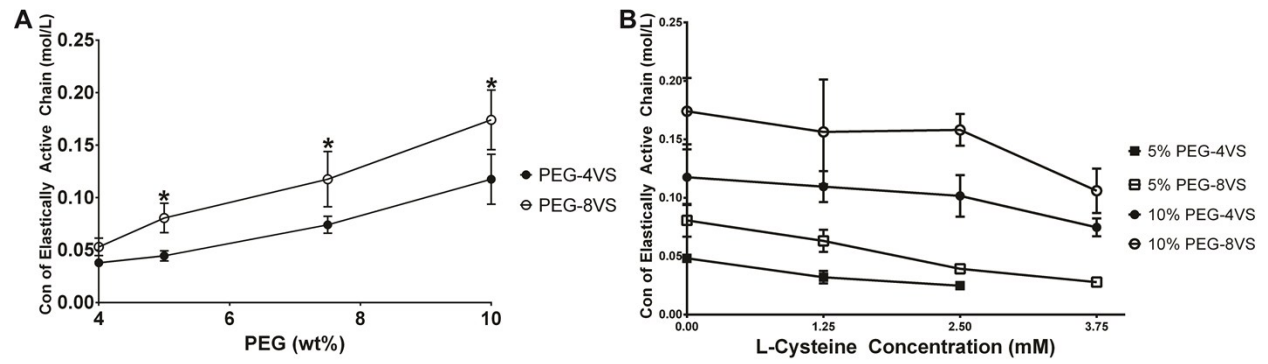 A
Con of Elastically Active Chain (mol/L)
0.25
0.20
0.15
0.10
0.05
0.00
4
6
8
10
PEG (wt%)
*
*
*
PEG-4VS
PEG-8VS
B
Con of Elastically Active Chain (mol/L)
0.25
0.20
0.15
0.10
0.05
0.00
0.00
1.25
2.50
3.75
L-Cysteine Concentration (mM)
5% PEG-4VS
5% PEG-8VS
10% PEG-4VS
10% PEG-8VS